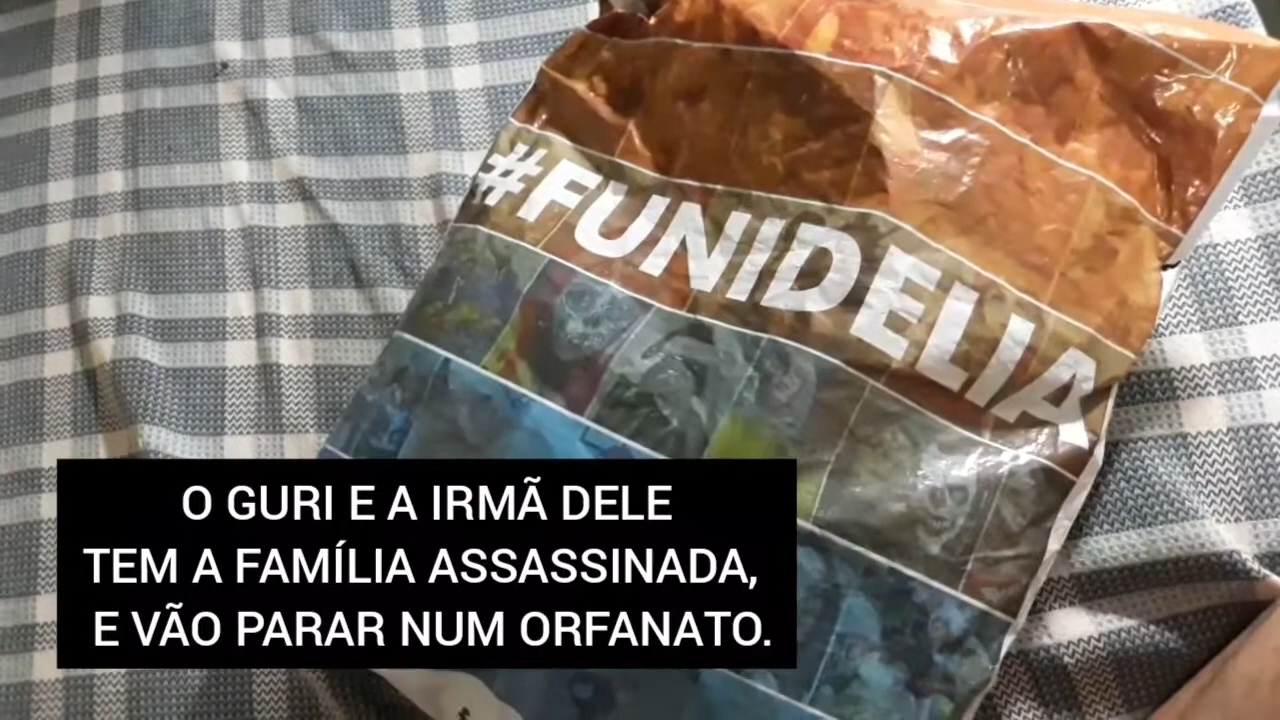 #FUNIDELIA
O GURI E A IRMÃ DELE
TEM A FAMÍLIA ASSASSINADA,
E VÃO PARAR NUM ORFANATO.